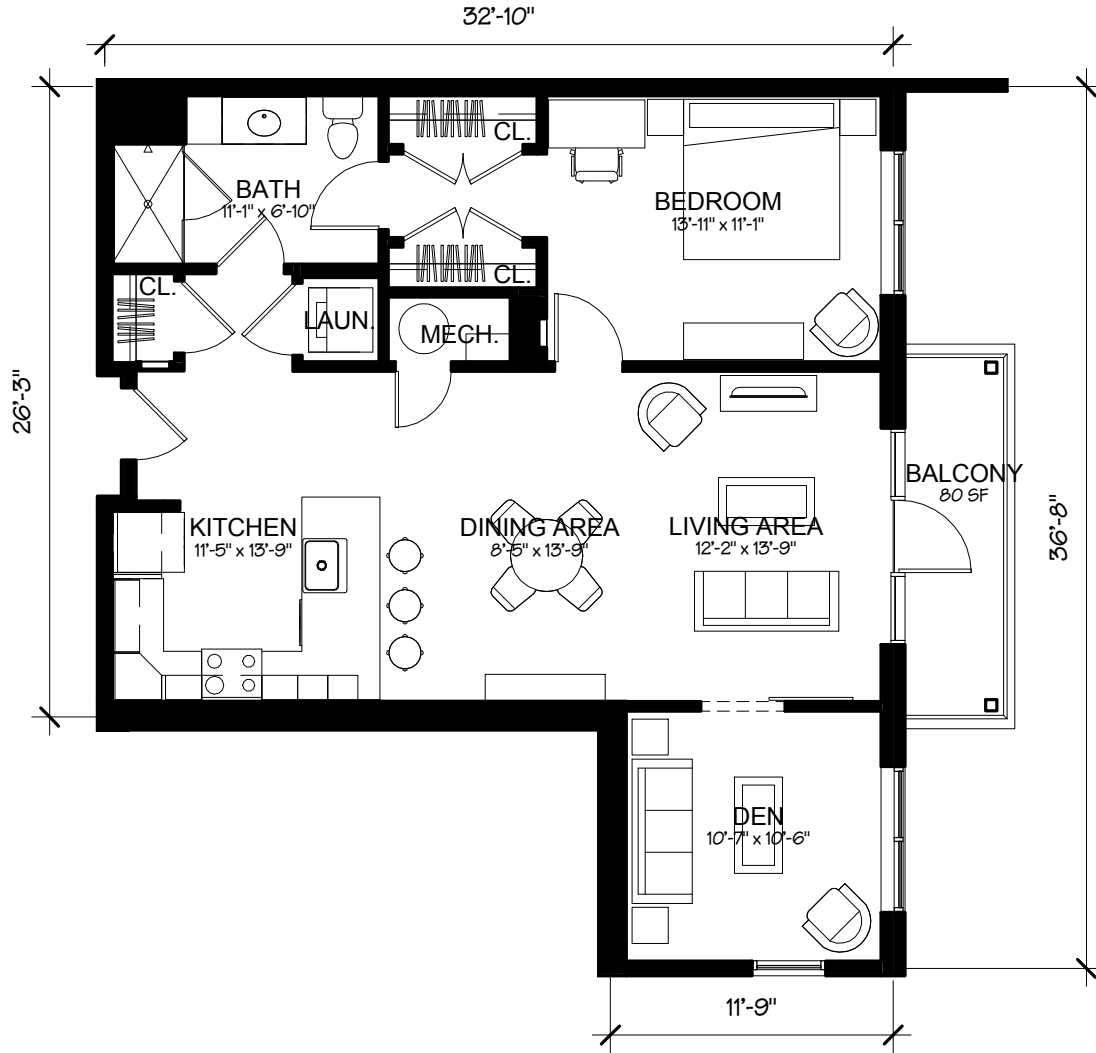 32'-10"
CL.
BATH
11'-1" x 6'-10"
BEDROOM
13'-11" x 11'-1"
CL.
CL.
LAUN.
MECH.
26'-3"
BALCONY
80 SF
KITCHEN
11'-5" x 13'-9"
DINING AREA
8'-5" x 13'-9"
LIVING AREA
12'-2" x 13'-9"
36'-8"
DEN
10'-7" x 10'-6"
11'-9"